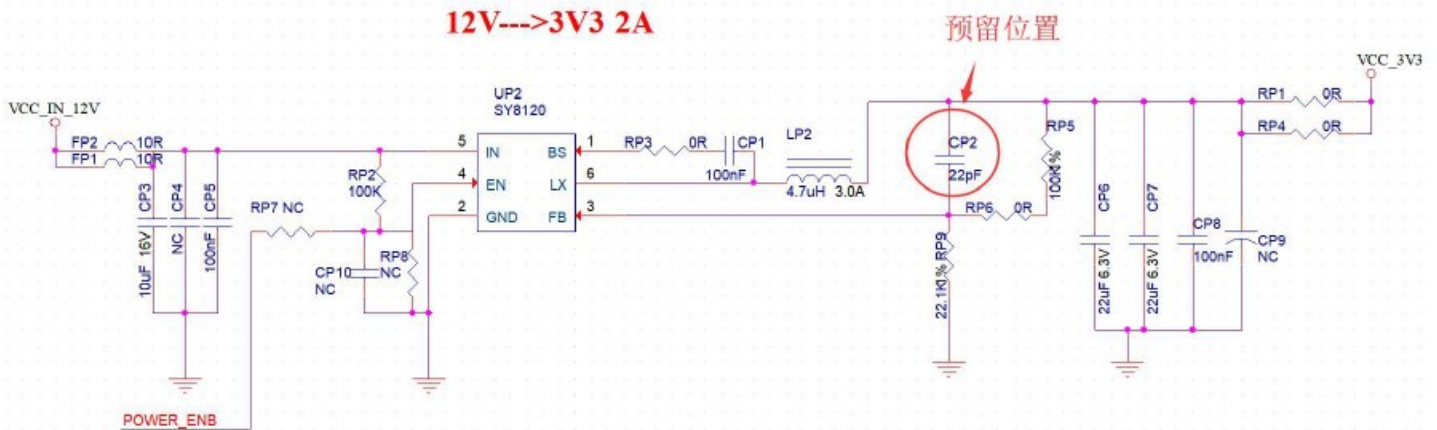 12V--->3V3 2A
预留位置
VCC_3V3
VCC_IN_12V
UP2
SY8120
RP1 0R
RP4 0R
FP2 10R
FP1 10R
5 IN BS 1
4 EN LX 6
2 GND FB 3
RP3 0R
CP1
100nF
LP2
4.7uH 3.0A
CP2
22pF
RP5
100K1%
RP6 0R
RP2
100K
RP7 NC
RP8
NC
CP10
NC
CP3
10uF 16V
CP4
NC
CP5
100nF
RP9
22.1K1%
CP6
22uF 6.3V
CP7
22uF 6.3V
CP8
100nF
CP9
NC
POWER_ENB